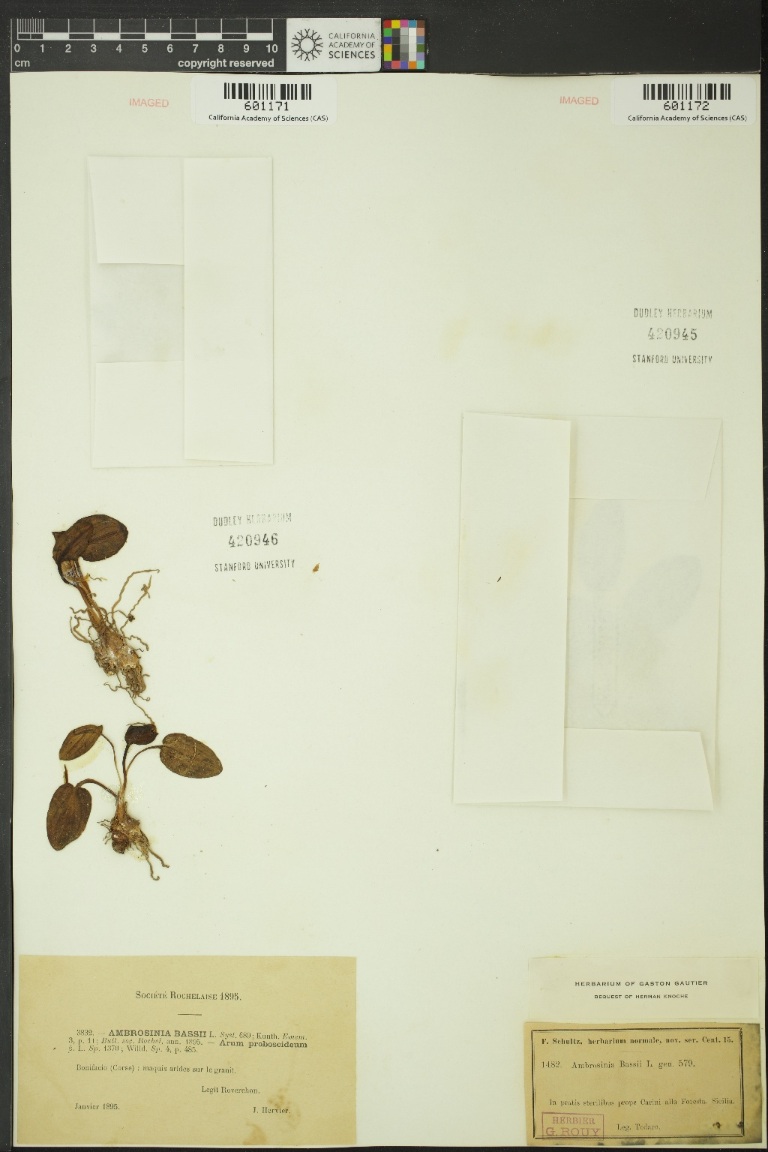 0 1 2 3 4 5 6 7 8 9 10
cm copyright reserved
CALIFORNIA
ACADEMY OF
SCIENCES
IMAGED
601171
California Academy of Sciences (CAS)
IMAGED
601172
California Academy of Sciences (CAS)
DUDLEY HERBARIUM
420945
STANFORD UNIVERSITY
DUDLEY HERBARIUM
420946
STANFORD UNIVERSITY
Société Rochelaise 1895.
3892. — AMBROSINIA BASSII L. Syst. 689; Kunth. Enum.
3, p. 11; Bull. soc. Rochel. ann. 1895. — Arum proboscideum
L. Sp. 1370; Willd. Sp. 4, p. 485.
Bonifacio (Corse) : maquis arides sur le granit.
Legit Reverchon.
Janvier 1895.
J. Hervier.
HERBARIUM OF GASTON GAUTIER
BEQUEST OF HERMAN KNOCHE
F. Schultz, herbarium normale, nov. ser. Cent. 15.
1482. Ambrosinia Bassii L. gen. 579.
In pratis sterilibus prope Carini alla Foresta. Sicilia.
HERBIER
G. ROUY
Leg. Todaro.